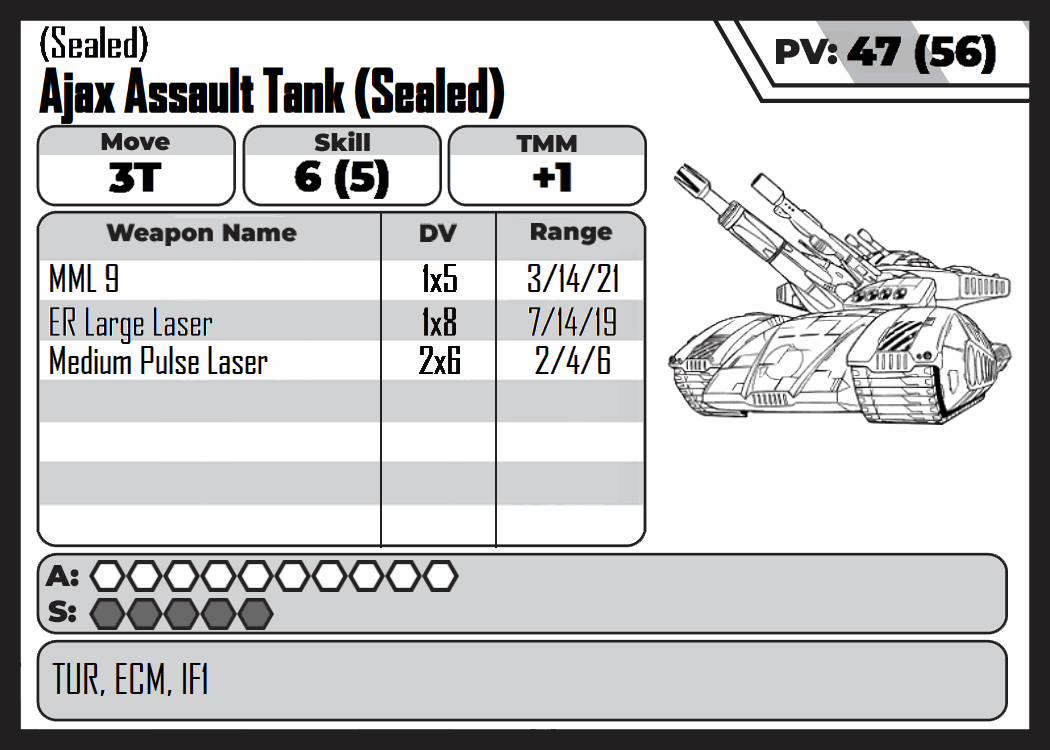 (Sealed)
Ajax Assault Tank (Sealed)
PV: 47 (56)
Move
3T
Skill
6 (5)
TMM
+1
Weapon Name DV Range
MML 9 1x5 3/14/21
ER Large Laser 1x8 7/14/19
Medium Pulse Laser 2x6 2/4/6
A:
S:
TUR, ECM, IF1